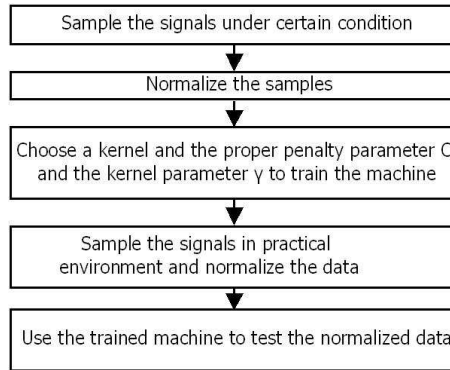 Sample the signals under certain condition
Normalize the samples
Choose a kernel and the proper penalty parameter C
and the kernel parameter γ to train the machine
Sample the signals in practical
environment and normalize the data
Use the trained machine to test the normalized data